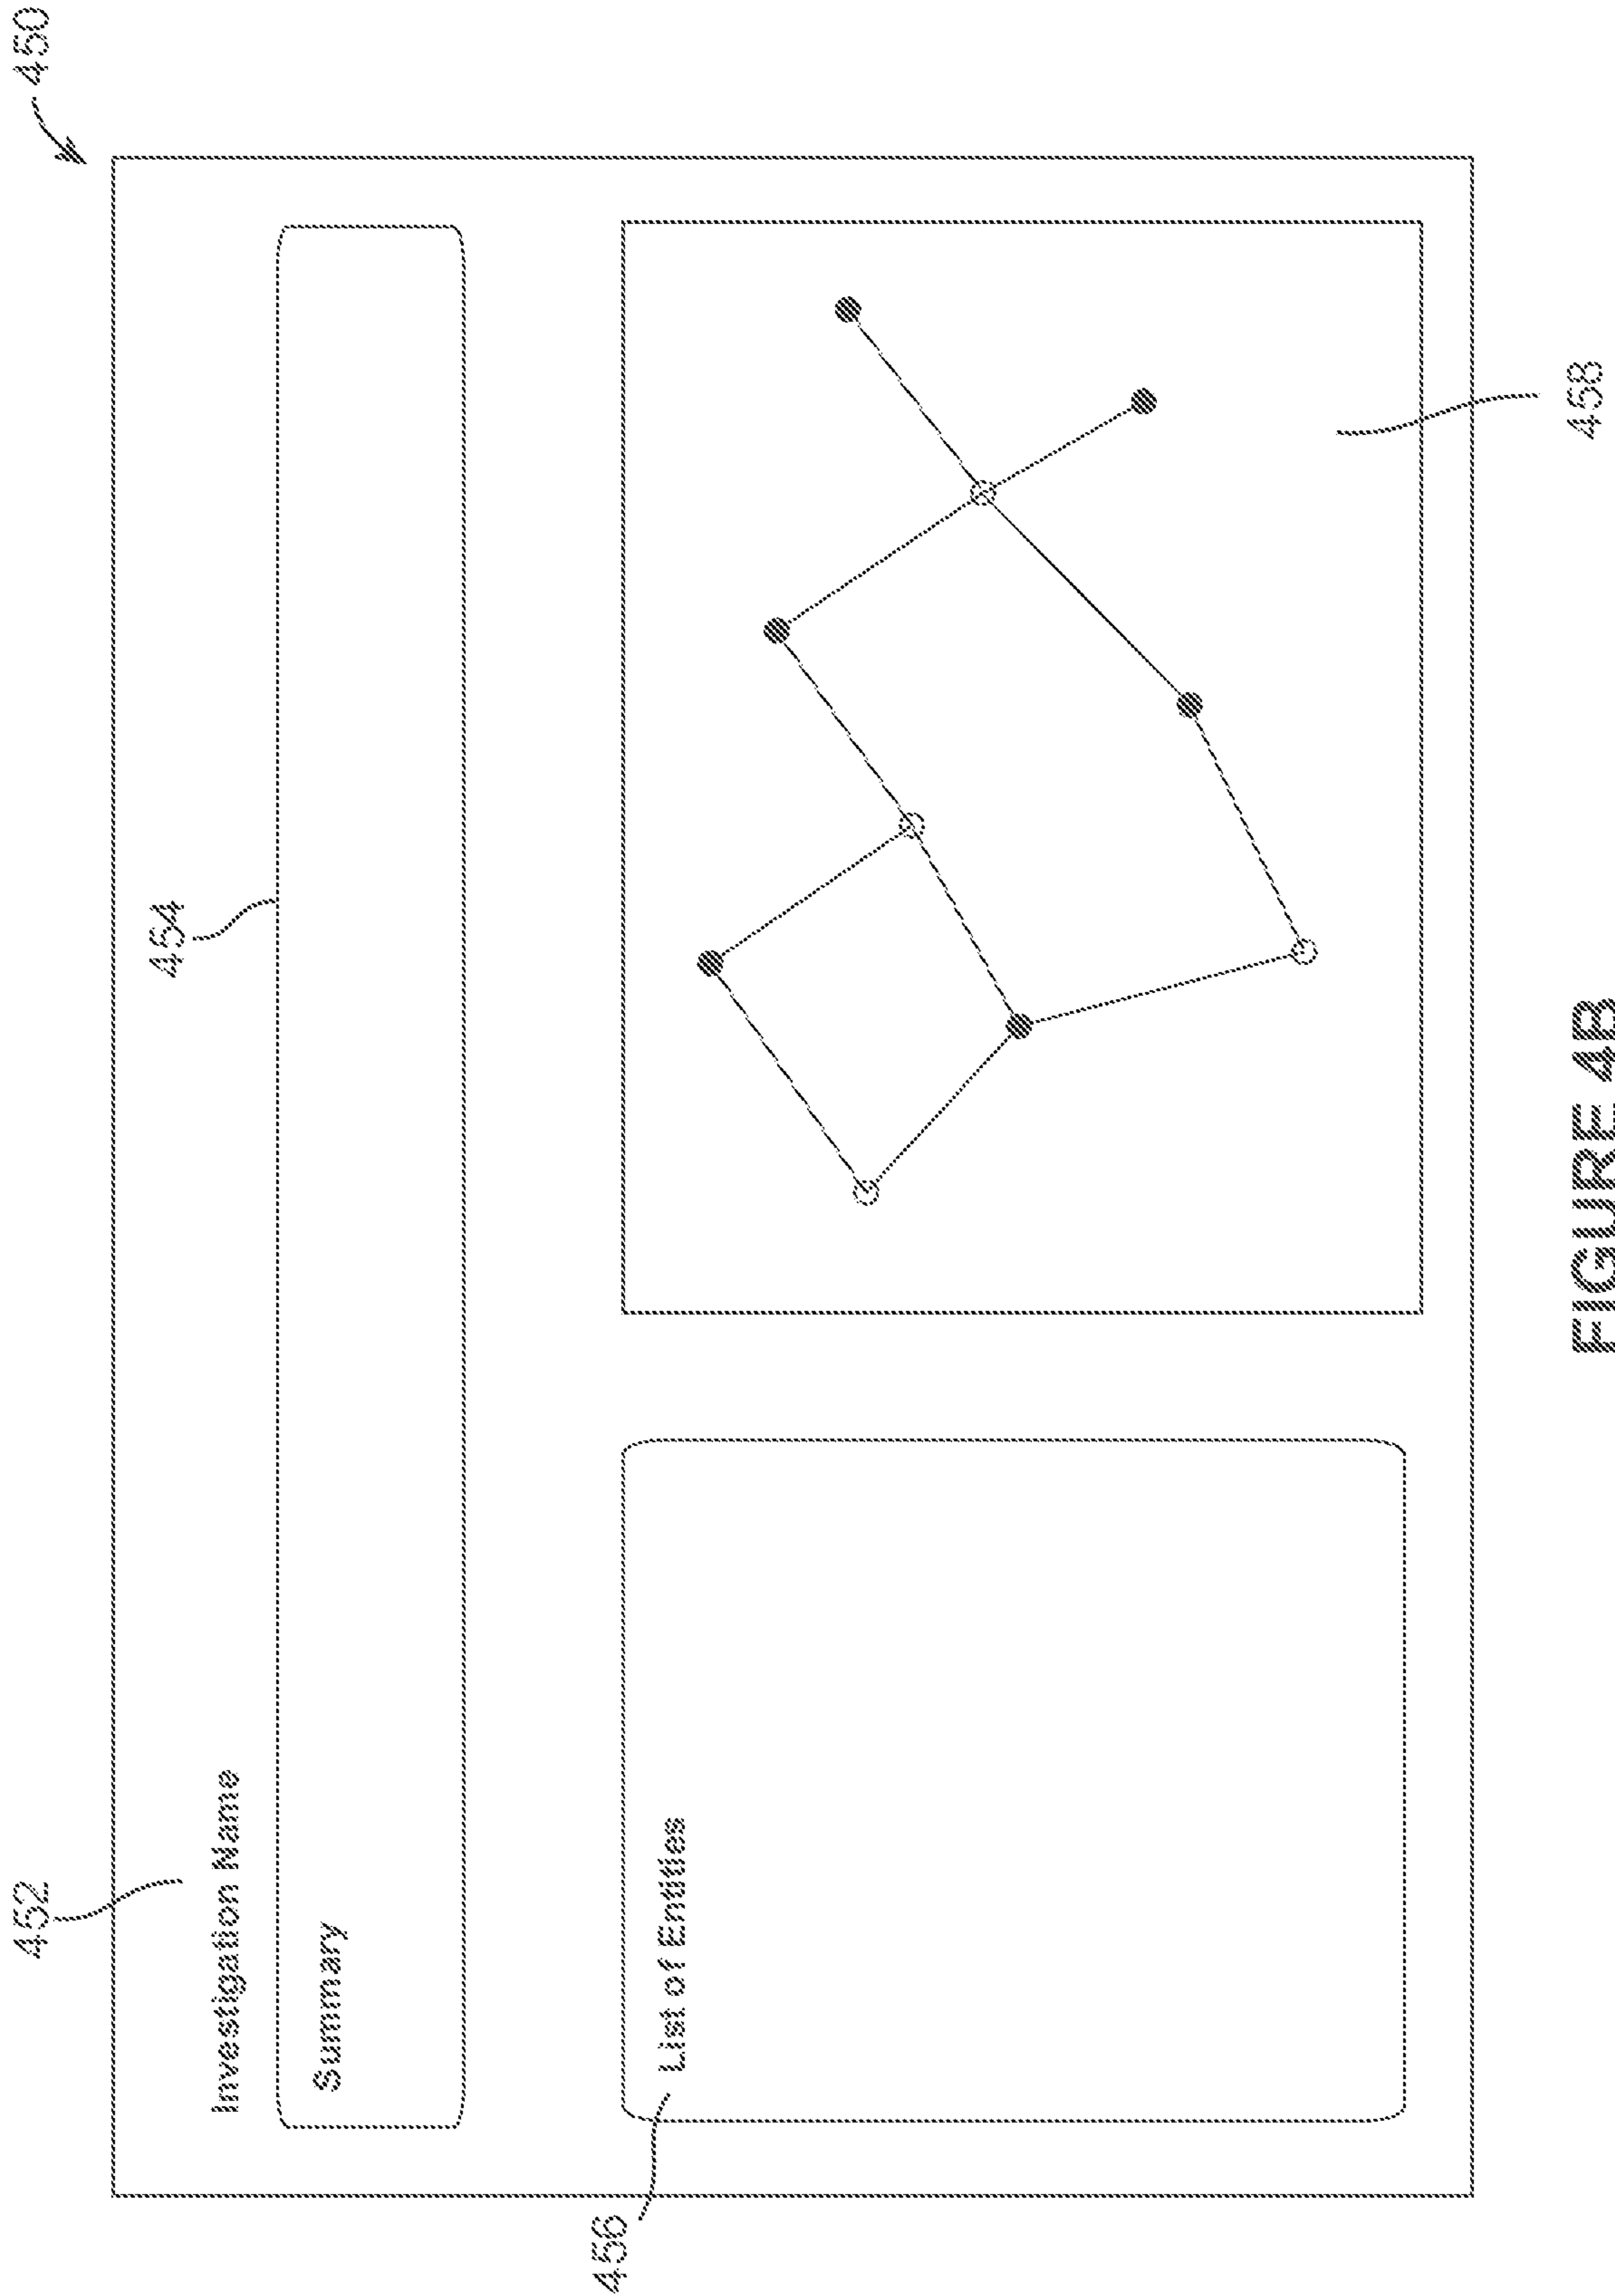 450
452
454
Investigation Name
Summary
456
List of Entities
458
FIGURE 4B